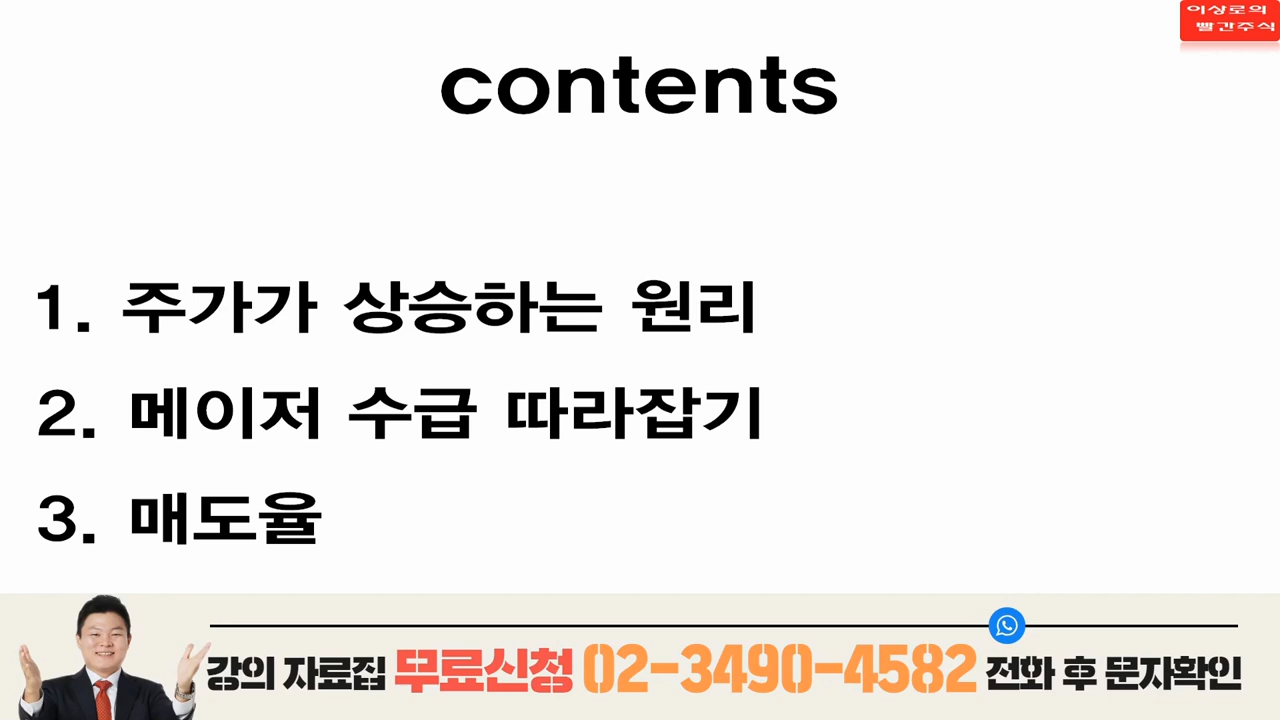 이상로의
빨간주식
contents
1. 주가가 상승하는 원리
2. 메이저 수급 따라잡기
3. 매도율
강의 자료집 무료신청 02-3490-4582 전화 후 문자확인